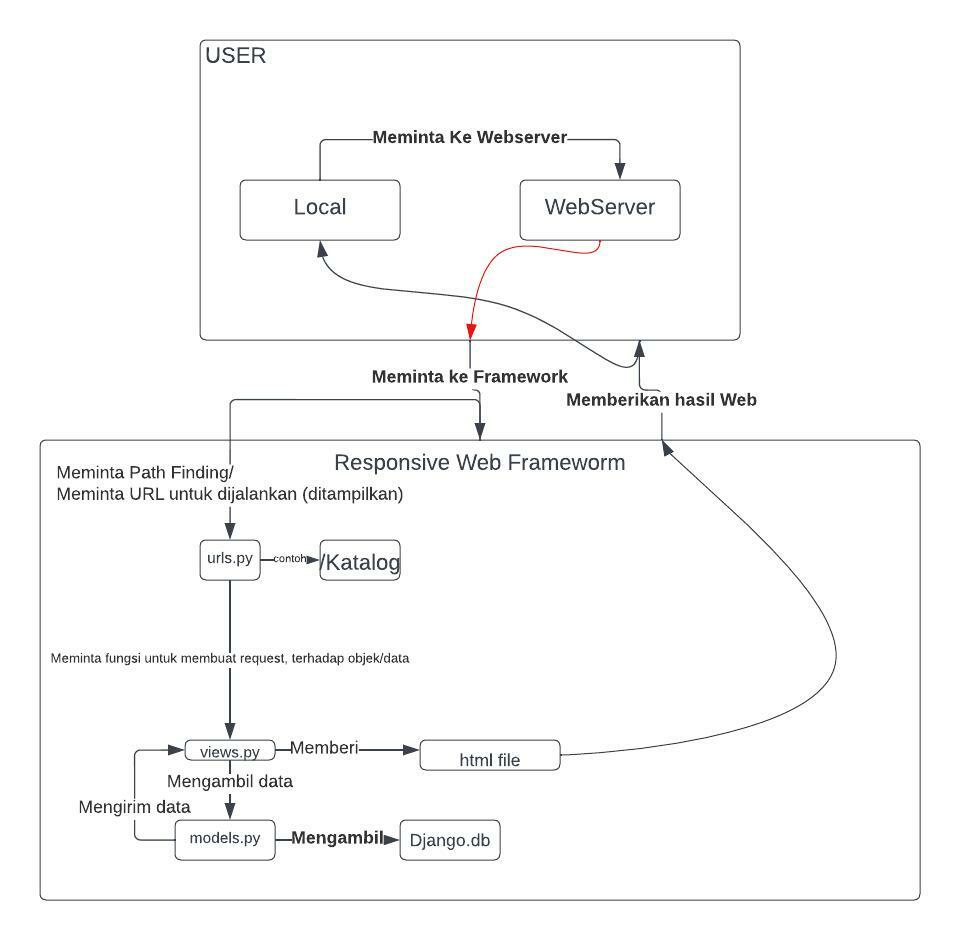 USER
Meminta Ke Webserver
Local
WebServer
Meminta ke Framework
Memberikan hasil Web
Responsive Web Frameworm
Meminta Path Finding/
Meminta URL untuk dijalankan (ditampilkan)
urls.py
contoh
/Katalog
Meminta fungsi untuk membuat request, terhadap objek/data
views.py
Memberi
html file
Mengambil data
Mengirim data
models.py
Mengambil
Django.db